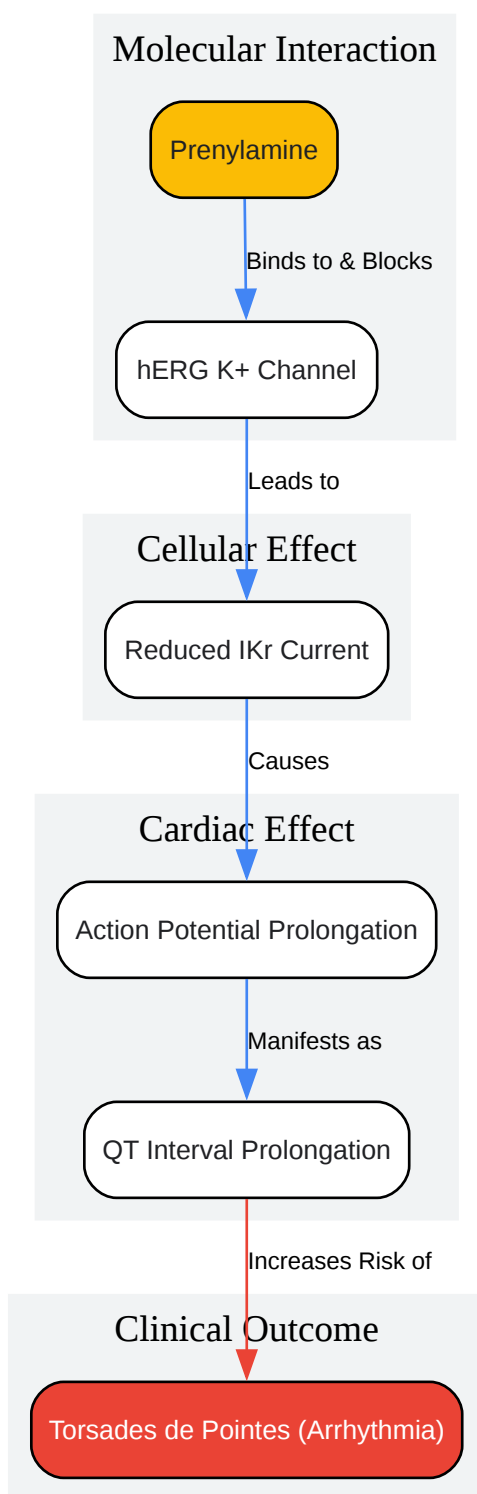 Molecular Interaction
Prenylamine
Binds to & Blocks
hERG K+ Channel
Leads to
Cellular Effect
Reduced IKr Current
Causes
Cardiac Effect
Action Potential Prolongation
Manifests as
QT Interval Prolongation
Increases Risk of
Clinical Outcome
Torsades de Pointes (Arrhythmia)